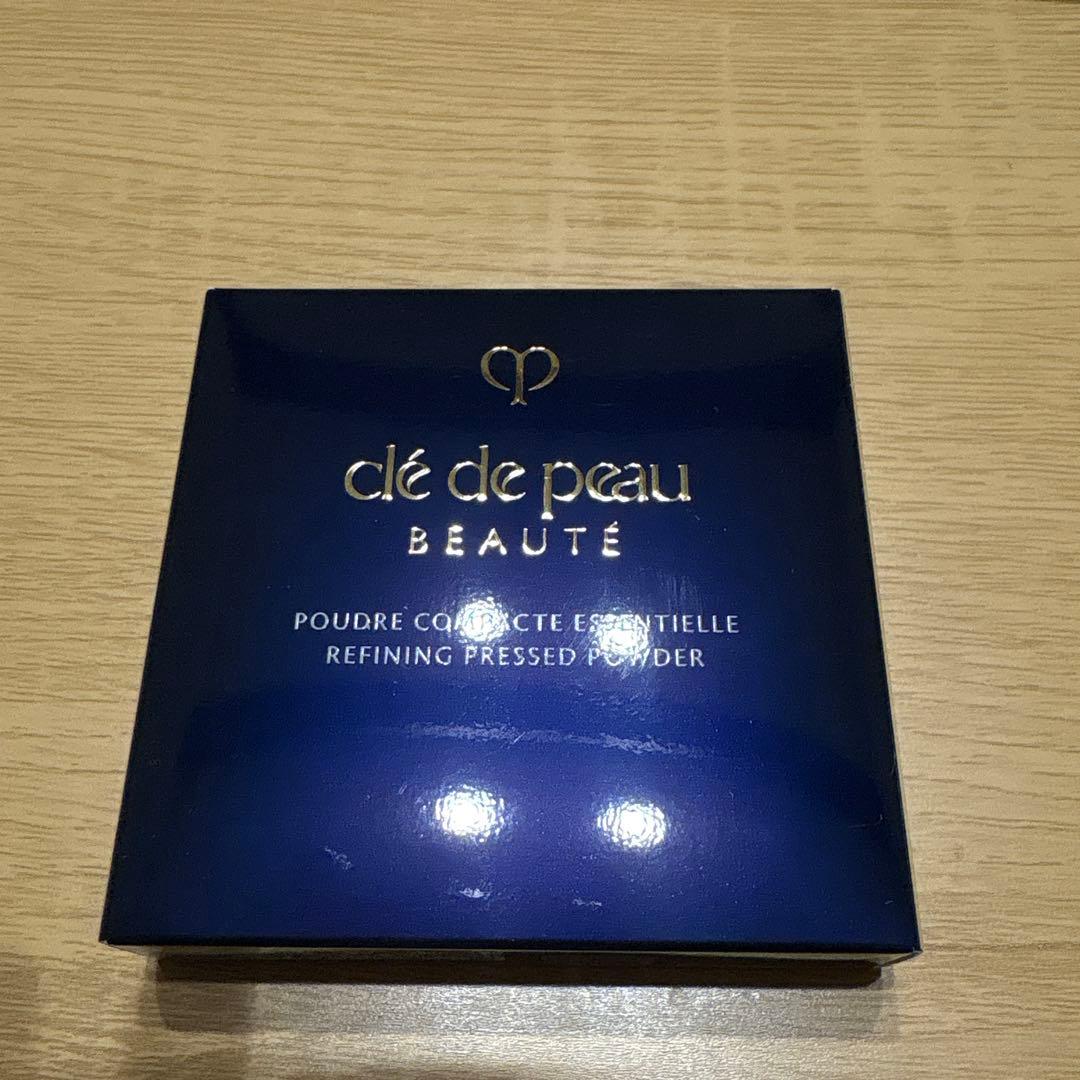 clé de peau
BEAUTÉ
POUDRE COMPACTE ESSENTIELLE
REFINING PRESSED POWDER